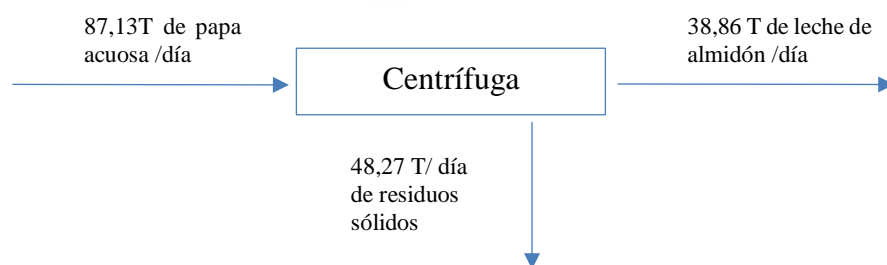 87,13T de papa
acuosa /día
38,86 T de leche de
almidón /día
Centrífuga
48,27 T/ día
de residuos
sólidos